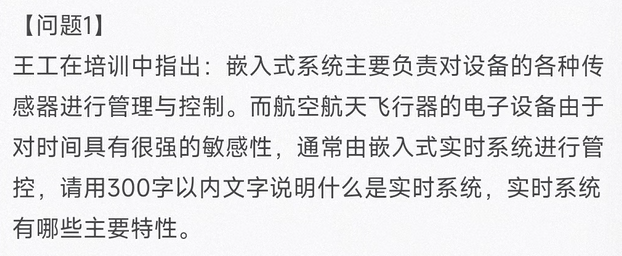 【问题1】
王工在培训中指出：嵌入式系统主要负责对设备的各种传
感器进行管理与控制。而航空航天飞行器的电子设备由于
对时间具有很强的敏感性，通常由嵌入式实时系统进行管
控，请用300字以内文字说明什么是实时系统，实时系统
有哪些主要特性。